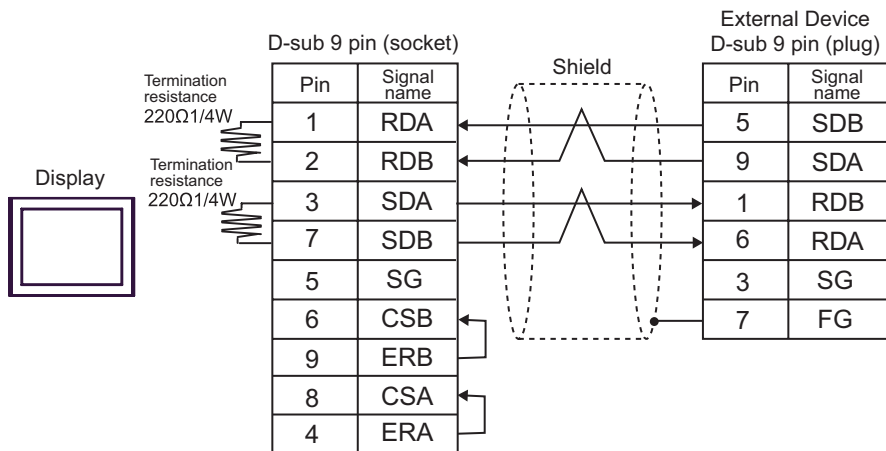 External Device
D-sub 9 pin (socket)
D-sub 9 pin (plug)
Shield
Termination
resistance
220Ω1/4W
Termination
resistance
220Ω1/4W
Display
Pin Signal name
1 RDA
2 RDB
3 SDA
7 SDB
5 SG
6 CSB
9 ERB
8 CSA
4 ERA
Pin Signal name
5 SDB
9 SDA
1 RDB
6 RDA
3 SG
7 FG